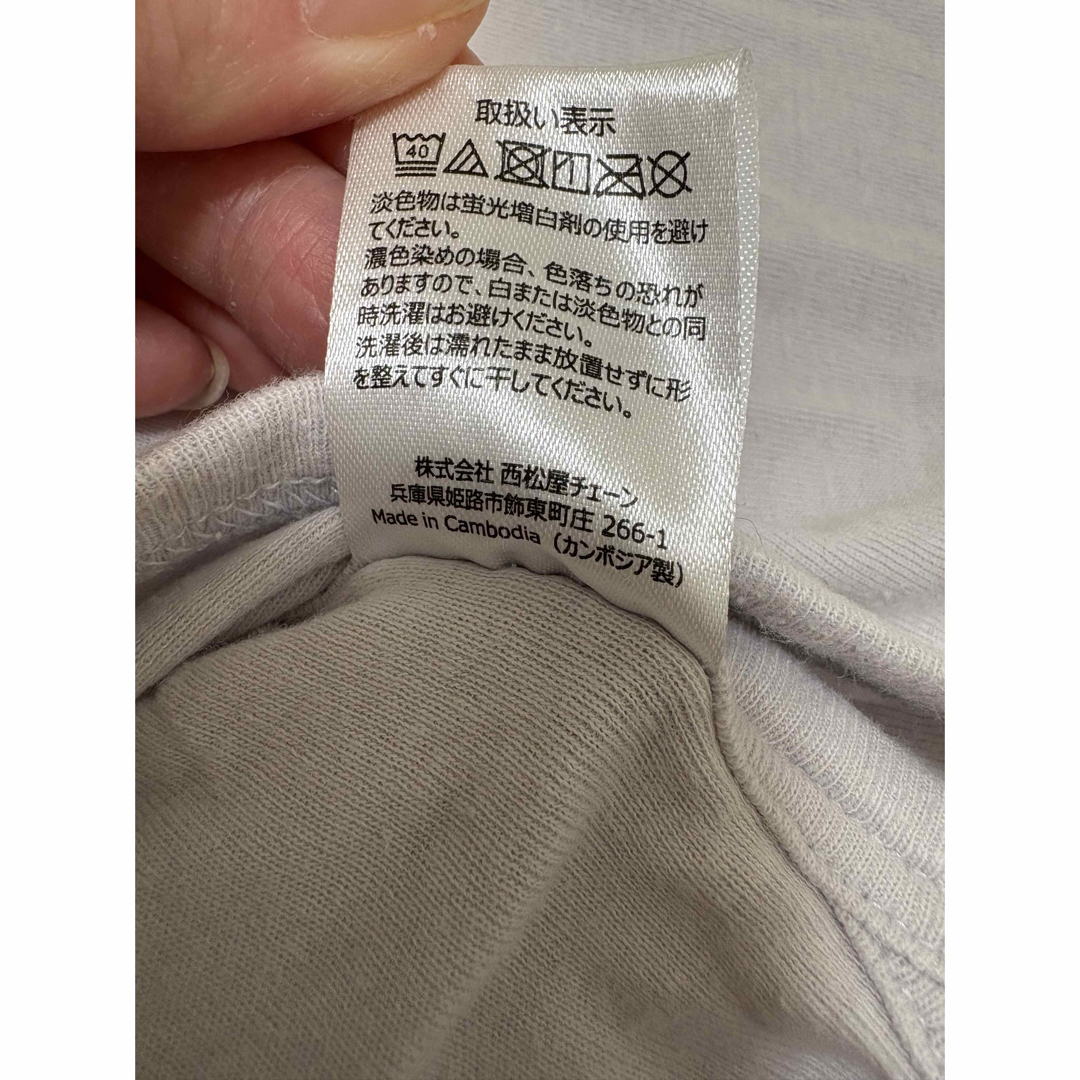 取扱い表示
40
淡色物は蛍光増白剤の使用を避け
てください。
濃色染めの場合、色落ちの恐れが
ありますので、白または淡色物との同
時洗濯はお避けください。
洗濯後は濡れたまま放置せずに形
を整えてすぐに干してください。
株式会社 西松屋チェーン
兵庫県姫路市飾東町庄 266-1
Made in Cambodia（カンボジア製）